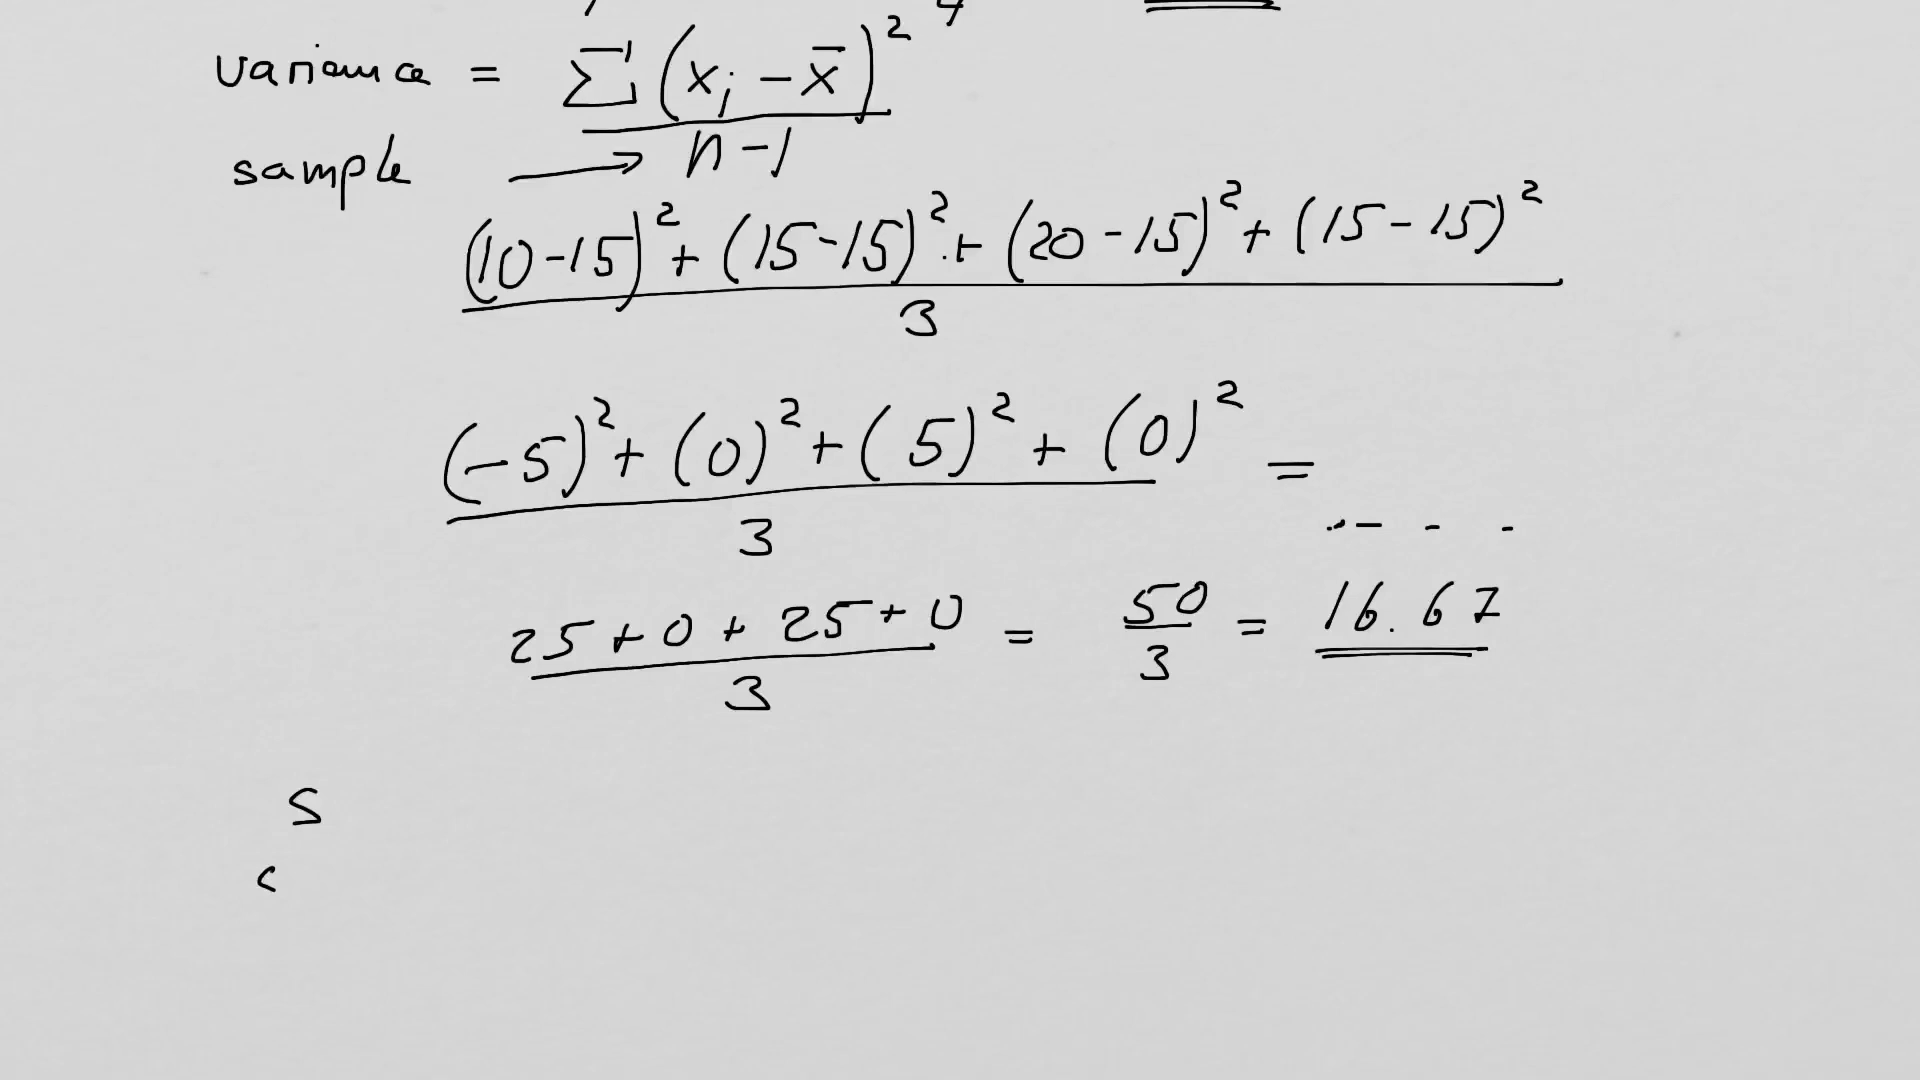 variance = Σ(xᵢ - x̄)²
sample → n-1
(10-15)² + (15-15)² + (20-15)² + (15-15)²
3
(-5)² + (0)² + (5)² + (0)² =
3
25 + 0 + 25 + 0 = 50 = 16.67
3 3
S